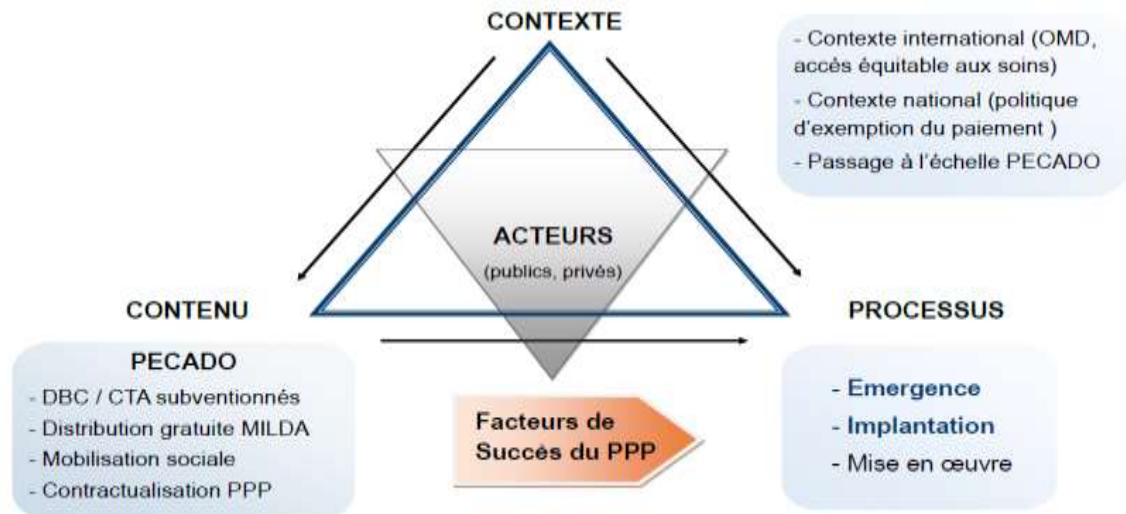 CONTEXTE
- Contexte international (OMD,
accès équitable aux soins)
- Contexte national (politique
d'exemption du paiement )
- Passage à l'échelle PECADO
ACTEURS
(publics, privés)
CONTENU
PROCESSUS
PECADO
- DBC / CTA subventionnés
- Distribution gratuite MILDA
- Mobilisation sociale
- Contractualisation PPP
Facteurs de
Succès du PPP
- Emergence
- Implantation
- Mise en œuvre